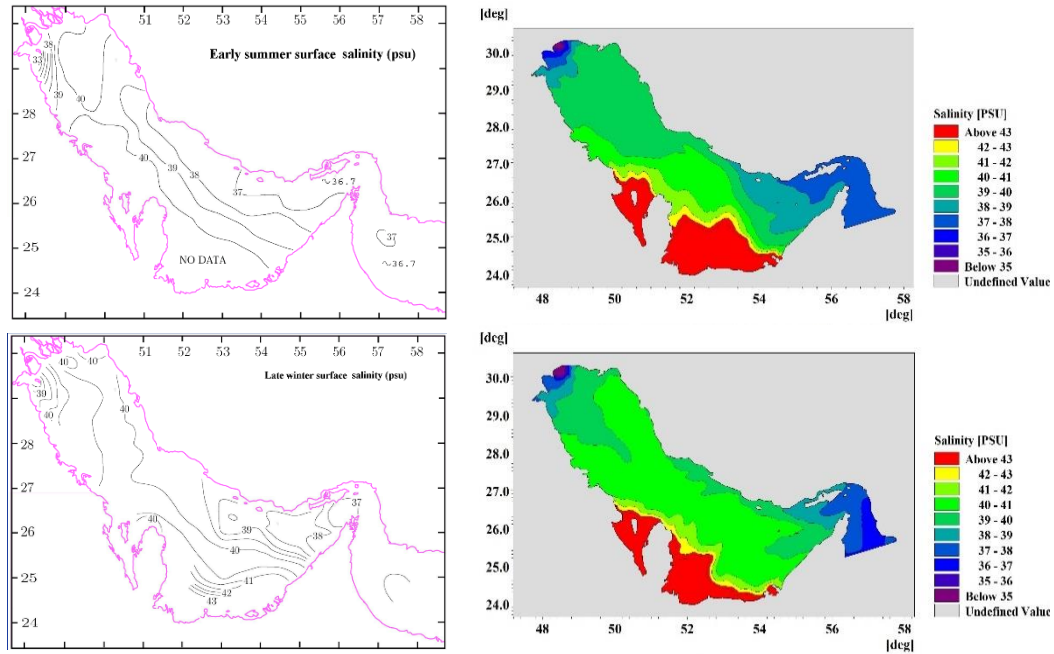 51 52 53 54 55 56 57 58
Early summer surface salinity (psu)
38
33
39
40
28
27
40
39
38
26
37
~36.7
25
37
NO DATA
~36.7
24
[deg]
30.0
29.0
28.0
27.0
26.0
25.0
24.0
48 50 52 54 56 58
[deg]
Salinity [PSU]
Above 43
42 - 43
41 - 42
40 - 41
39 - 40
38 - 39
37 - 38
36 - 37
35 - 36
Below 35
Undefined Value
51 52 53 54 55 56 57 58
40 40
Late winter surface salinity (psu)
39
40
40
28
27
37
40
39
38
26
40
25
41
42
43
24
[deg]
30.0
29.0
28.0
27.0
26.0
25.0
24.0
48 50 52 54 56 58
[deg]
Salinity [PSU]
Above 43
42 - 43
41 - 42
40 - 41
39 - 40
38 - 39
37 - 38
36 - 37
35 - 36
Below 35
Undefined Value